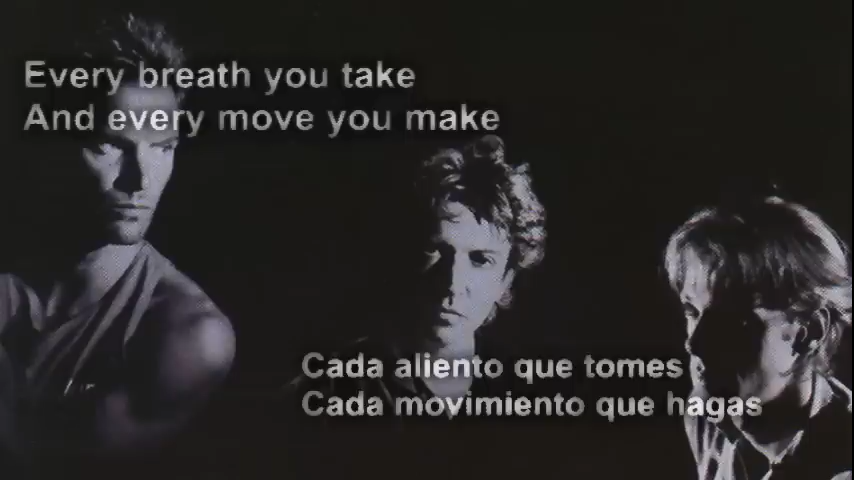 Every breath you take
And every move you make
Cada aliento que tomes
Cada movimiento que hagas